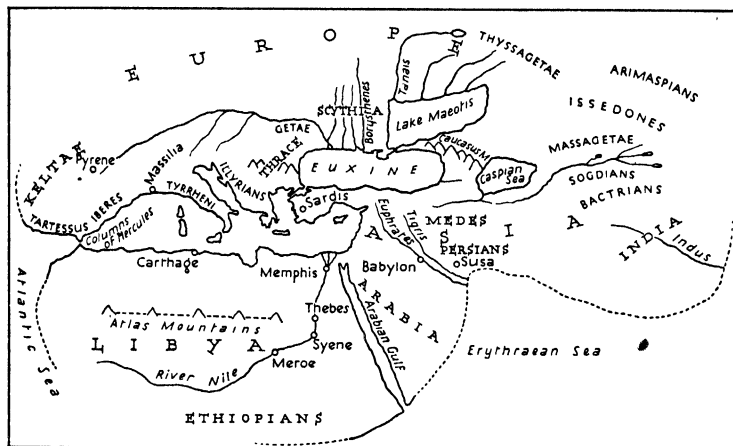 EUROPE
THYSSAGETAE
ARIMASPIANS
ISSEDONES
Tanais
SCYTHIA
Borysthenes
Lake Maeotis
GETAE
THRACE
EUXINE
Caucasus M
Caspian Sea
MASSAGETAE
SOGDIANS
BACTRIANS
KELTAE
Pyrene
Massilia
ILLYRIANS
TYRRHENI
IBERES
TARTESSUS
Columns of Hercules
Sardis
ASIA
MEDES
PERSIANS
Susa
Euphrates
Tigris
Babylon
INDIA
Indus
Carthage
Memphis
Atlantic Sea
Atlas Mountains
Thebes
Syene
Meroe
LIBYA
River Nile
ARABIA
Arabian Gulf
Erythraean Sea
ETHIOPIANS